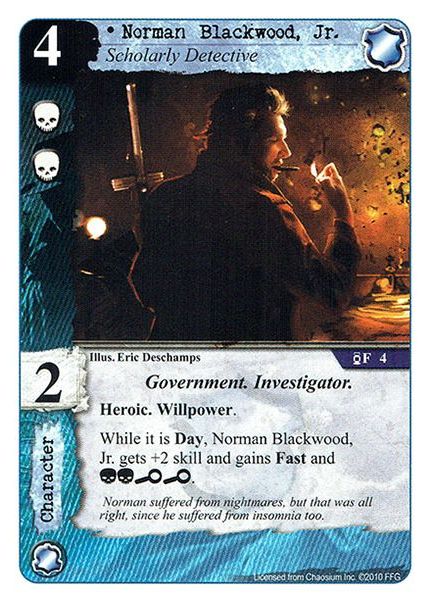 4
• Norman Blackwood, Jr.
Scholarly Detective
Illus. Eric Deschamps
F 4
2
Government. Investigator.
Heroic. Willpower.
While it is Day, Norman Blackwood,
Jr. gets +2 skill and gains Fast and
.
Norman suffered from nightmares, but that was all
right, since he suffered from insomnia too.
Character
Licensed from Chaosium Inc. ©2010 FFG